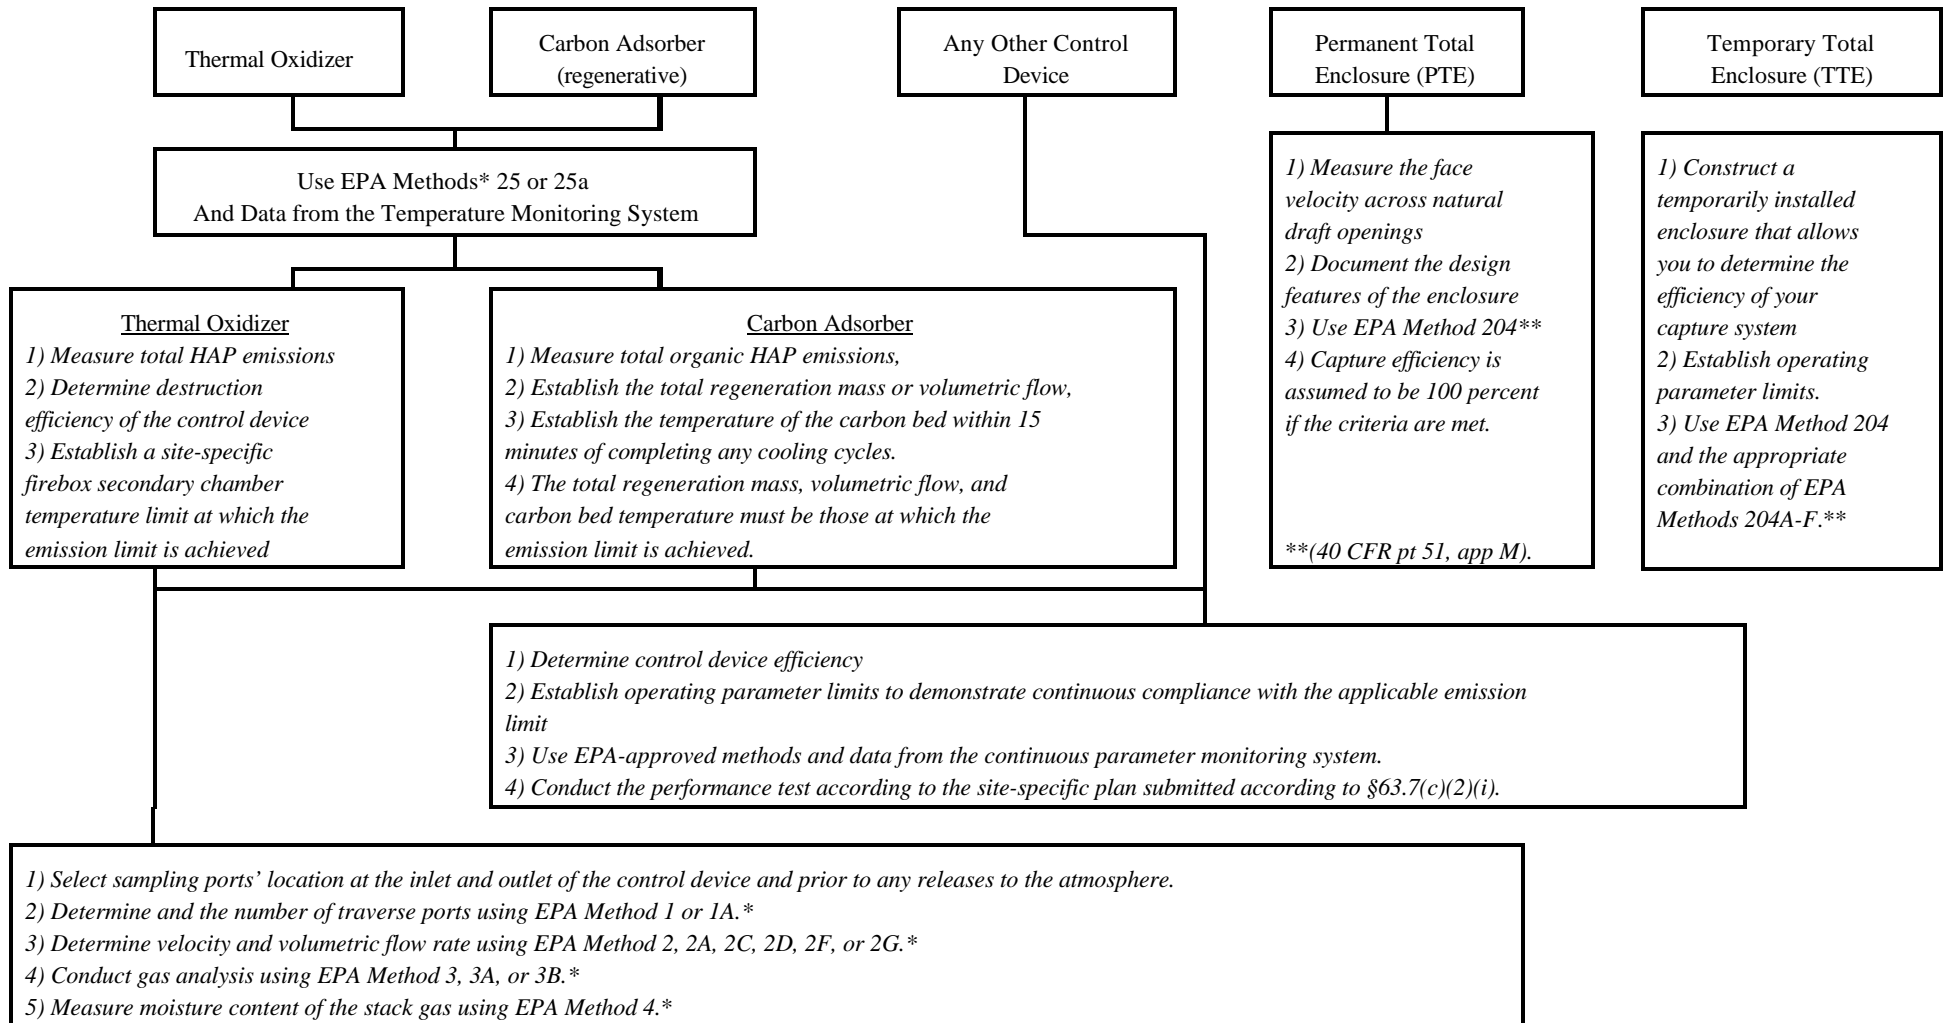 Thermal Oxidizer
Carbon Adsorber
(regenerative)
Any Other Control
Device
Permanent Total
Enclosure (PTE)
Temporary Total
Enclosure (TTE)
Use EPA Methods* 25 or 25a
And Data from the Temperature Monitoring System
Thermal Oxidizer
1) Measure total HAP emissions
2) Determine destruction
efficiency of the control device
3) Establish a site-specific
firebox secondary chamber
temperature limit at which the
emission limit is achieved
Carbon Adsorber
1) Measure total organic HAP emissions,
2) Establish the total regeneration mass or volumetric flow,
3) Establish the temperature of the carbon bed within 15
minutes of completing any cooling cycles.
4) The total regeneration mass, volumetric flow, and
carbon bed temperature must be those at which the
emission limit is achieved.
1) Measure the face
velocity across natural
draft openings
2) Document the design
features of the enclosure
3) Use EPA Method 204**
4) Capture efficiency is
assumed to be 100 percent
if the criteria are met.
**(40 CFR pt 51, app M).
1) Construct a
temporarily installed
enclosure that allows
you to determine the
efficiency of your
capture system
2) Establish operating
parameter limits.
3) Use EPA Method 204
and the appropriate
combination of EPA
Methods 204A-F.**
1) Determine control device efficiency
2) Establish operating parameter limits to demonstrate continuous compliance with the applicable emission
limit
3) Use EPA-approved methods and data from the continuous parameter monitoring system.
4) Conduct the performance test according to the site-specific plan submitted according to §63.7(c)(2)(i).
1) Select sampling ports’ location at the inlet and outlet of the control device and prior to any releases to the atmosphere.
2) Determine and the number of traverse ports using EPA Method 1 or 1A.*
3) Determine velocity and volumetric flow rate using EPA Method 2, 2A, 2C, 2D, 2F, or 2G.*
4) Conduct gas analysis using EPA Method 3, 3A, or 3B.*
5) Measure moisture content of the stack gas using EPA Method 4.*